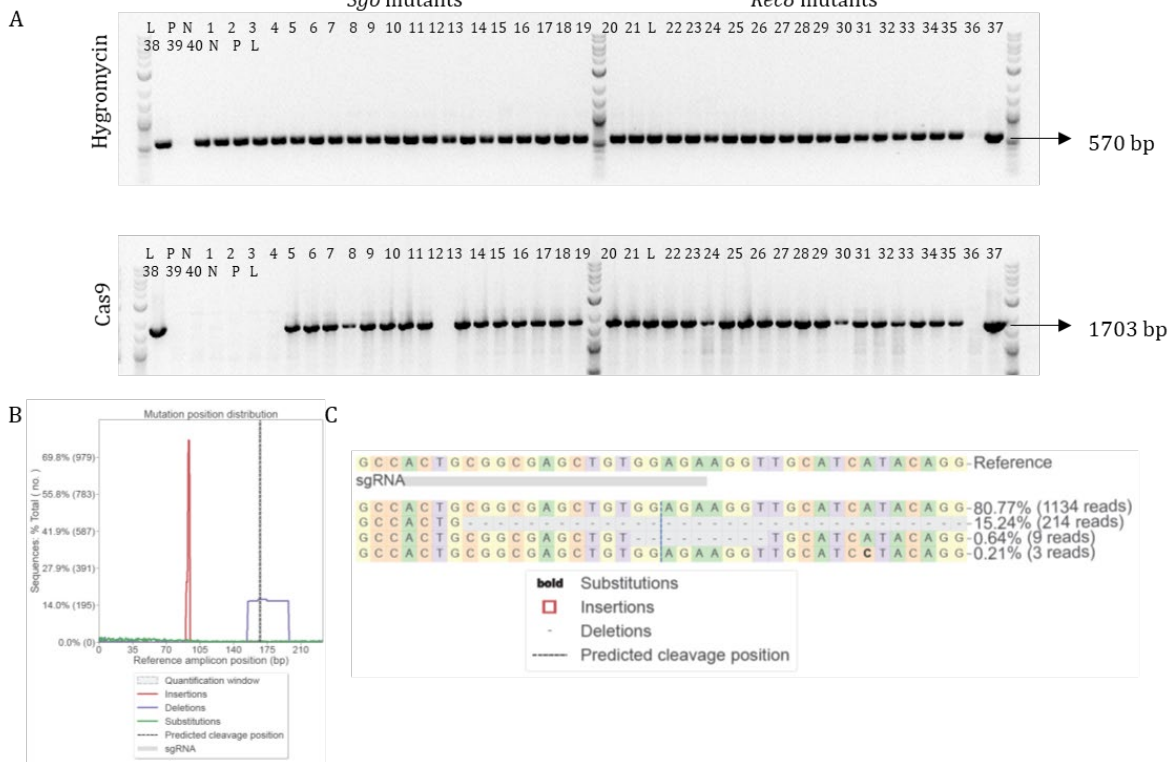 Sgo mutants
Rec8 mutants
A
Hygromycin
L P N 1 2 3 4 5 6 7 8 9 10 11 12 13 14 15 16 17 18 19 20 21 L 22 23 24 25 26 27 28 29 30 31 32 33 34 35 36 37
38 39 40 N P L
570 bp
Cas9
L P N 1 2 3 4 5 6 7 8 9 10 11 12 13 14 15 16 17 18 19 20 21 L 22 23 24 25 26 27 28 29 30 31 32 33 34 35 36 37
38 39 40 N P L
1703 bp
B
Mutation position distribution
Sequences: % Total ( no. )
69.8% (979)
55.8% (783)
41.9% (587)
27.9% (391)
14.0% (195)
0.0% (0)
0 35 70 105 140 175 210
Reference amplicon position (bp)
Quantification window
Insertions
Deletions
Substitutions
Predicted cleavage position
sgRNA
C
G C C A C T G C G G C G A G C T G T G G A G A A G G T T G C A T C A T A C A G G - Reference
sgRNA
G C C A C T G C G G C G A G C T G T G G A G A A G G T T G C A T C A T A C A G G - 80.77% (1134 reads)
G C C A C T G - - - - - - - - - - - - - - - - - - - - - - - - - - - - - - - - - 15.24% (214 reads)
G C C A C T G C G G C G A G C T G T - - - - - - - - - T G C A T C A T A C A G G - 0.64% (9 reads)
G C C A C T G C G G C G A G C T G T G G A G A A G G T T G C A T C C T A C A G G - 0.21% (3 reads)
bold Substitutions
Insertions
- Deletions
Predicted cleavage position